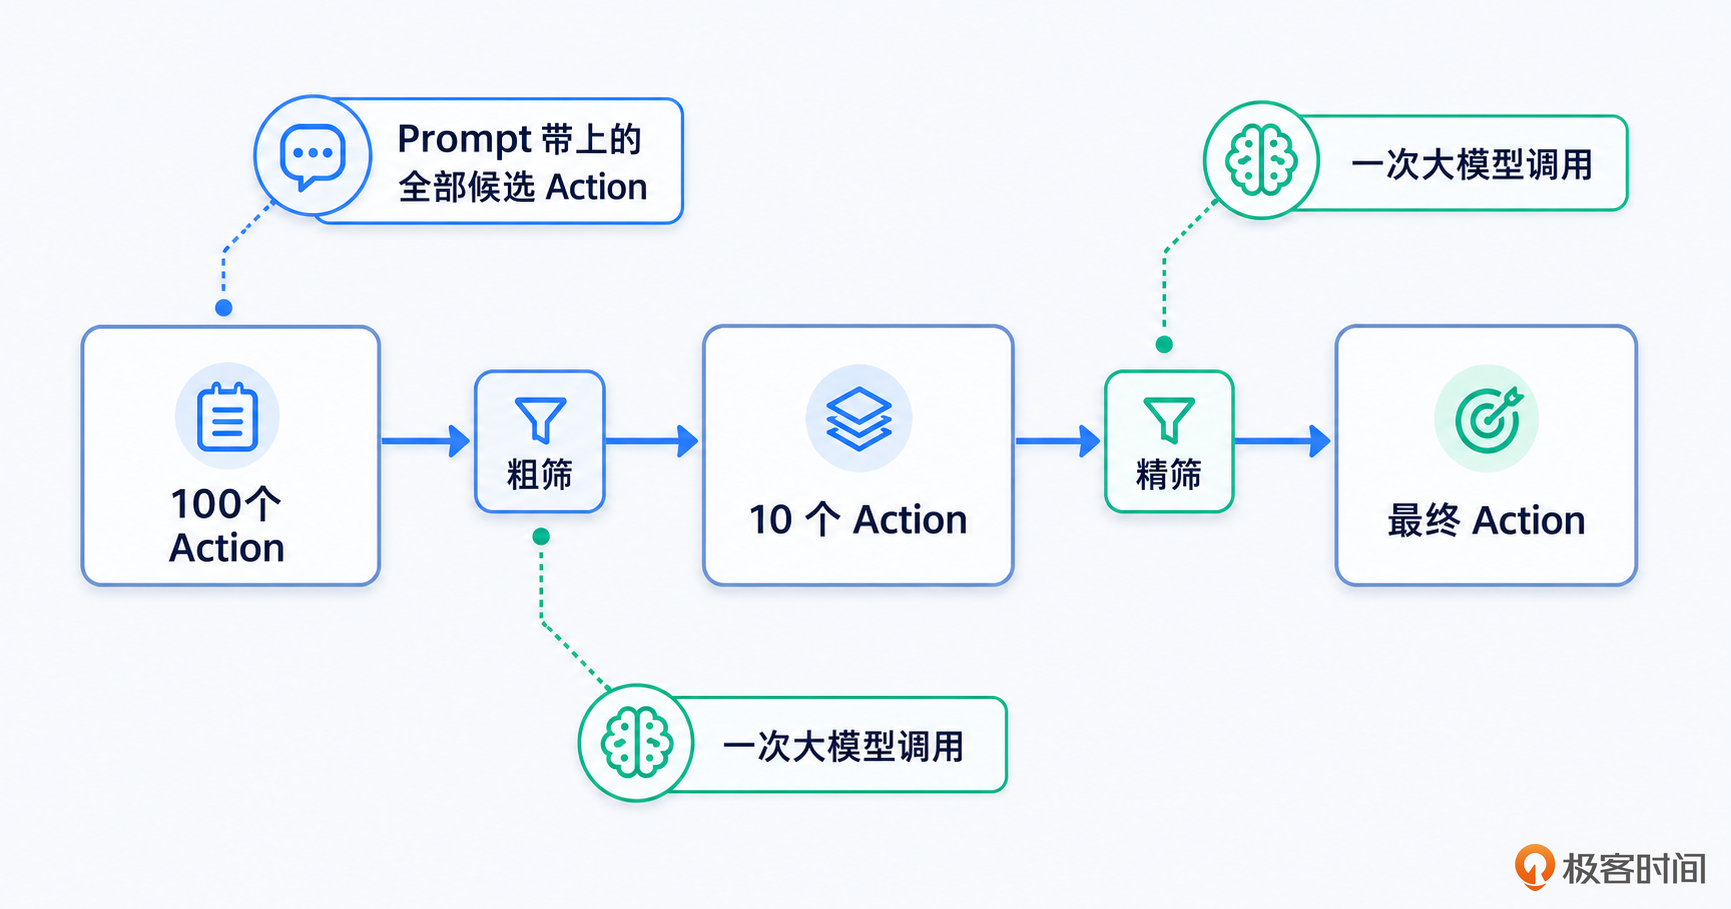 Prompt 带上的
全部候选 Action
一次大模型调用
100个
Action
粗筛
10 个 Action
精筛
最终 Action
一次大模型调用
极客时间